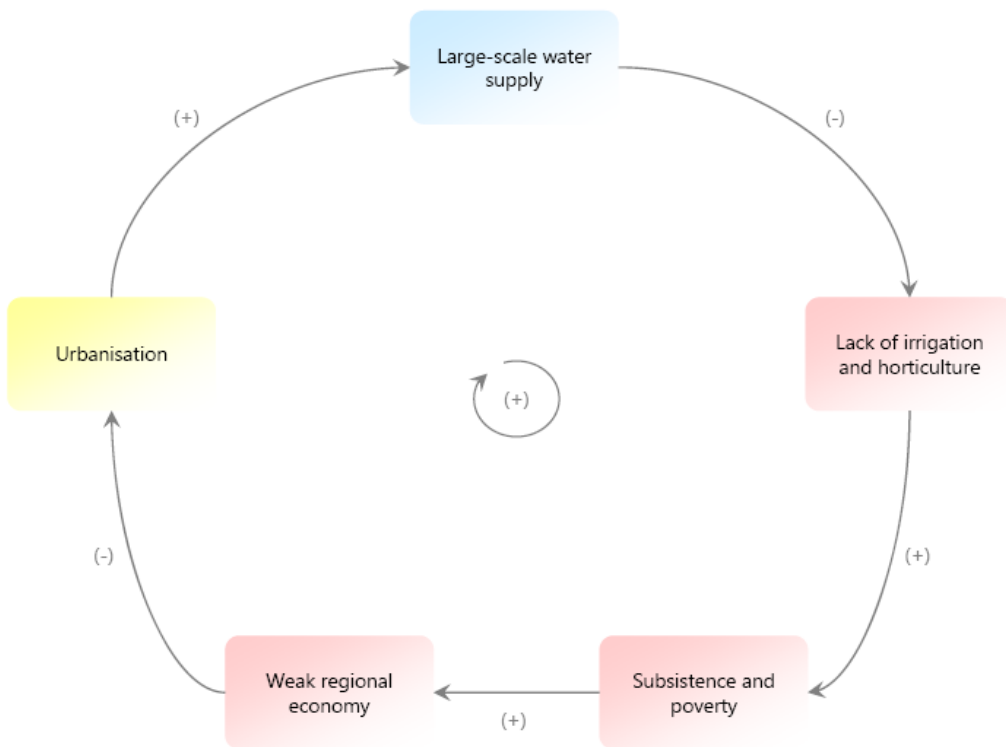 Large-scale water
supply
(+)
(-)
Urbanisation
Lack of irrigation
and horticulture
(+)
(-)
(+)
Weak regional
economy
Subsistence and
poverty
(+)